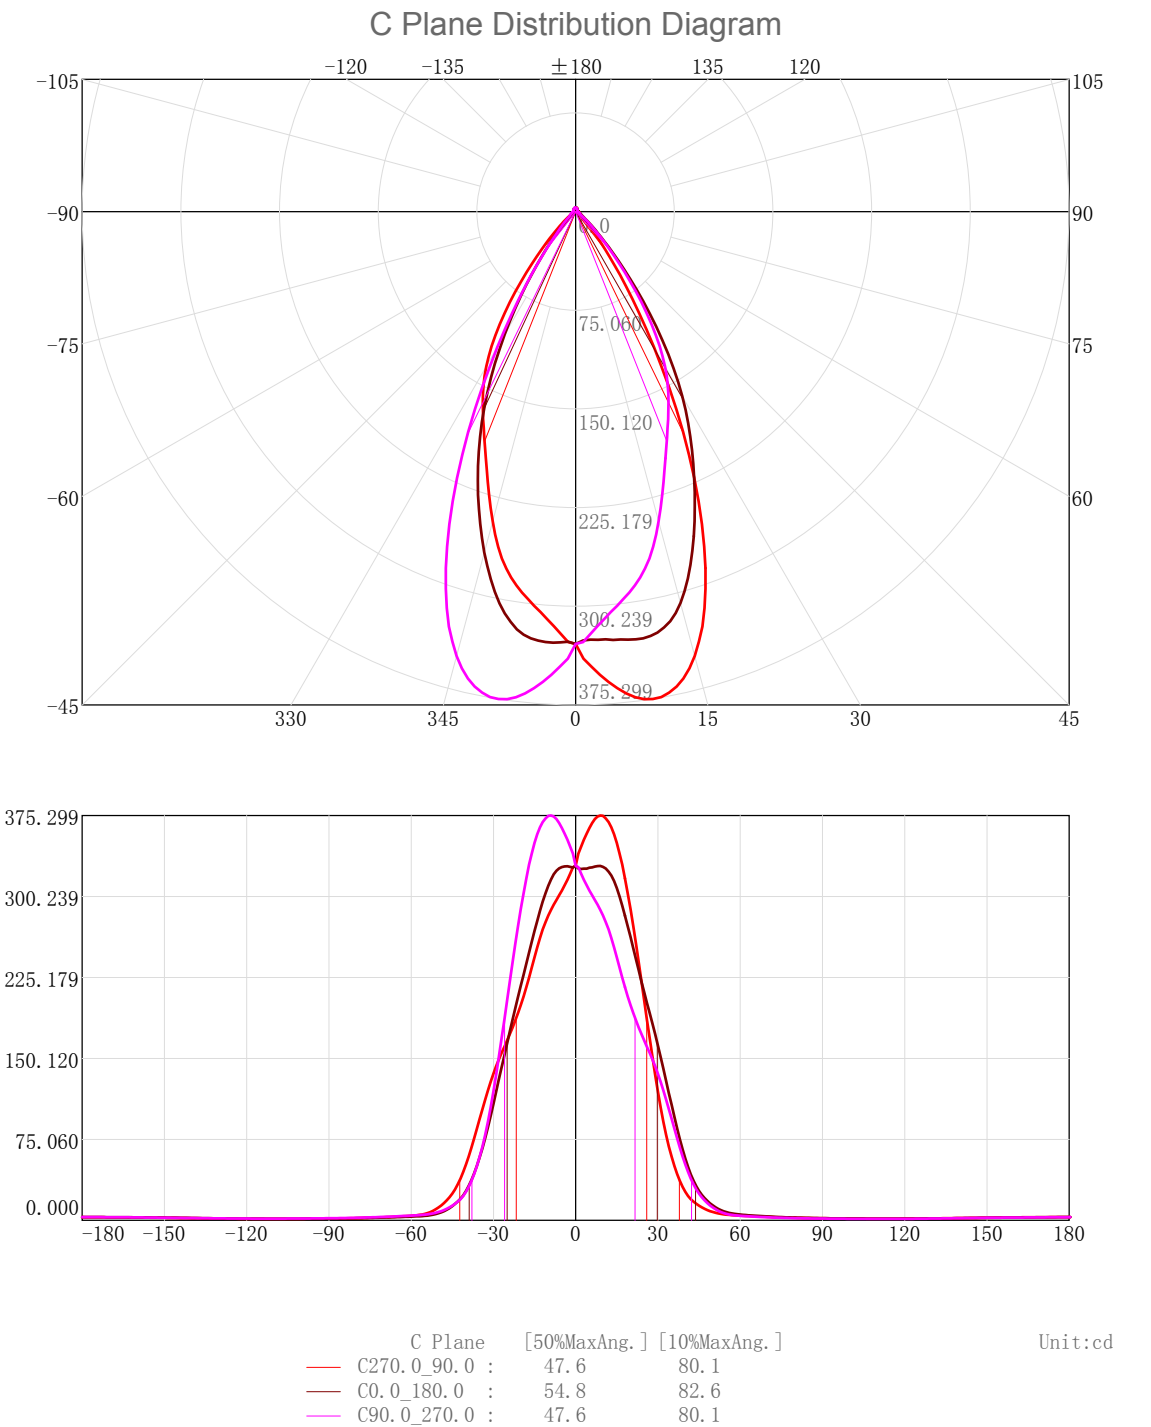 C Plane Distribution Diagram
-120 -135 ±180 135 120
-105 105
-90 90
0.0
75.060
-75 75
150.120
-60 60
225.179
300.239
375.299
-45 330 345 0 15 30 45
375.299
300.239
225.179
150.120
75.060
0.000
-180 -150 -120 -90 -60 -30 0 30 60 90 120 150 180
C Plane [50%MaxAng.] [10%MaxAng.] Unit:cd
C270.0_90.0 : 47.6 80.1
C0.0_180.0 : 54.8 82.6
C90.0_270.0 : 47.6 80.1